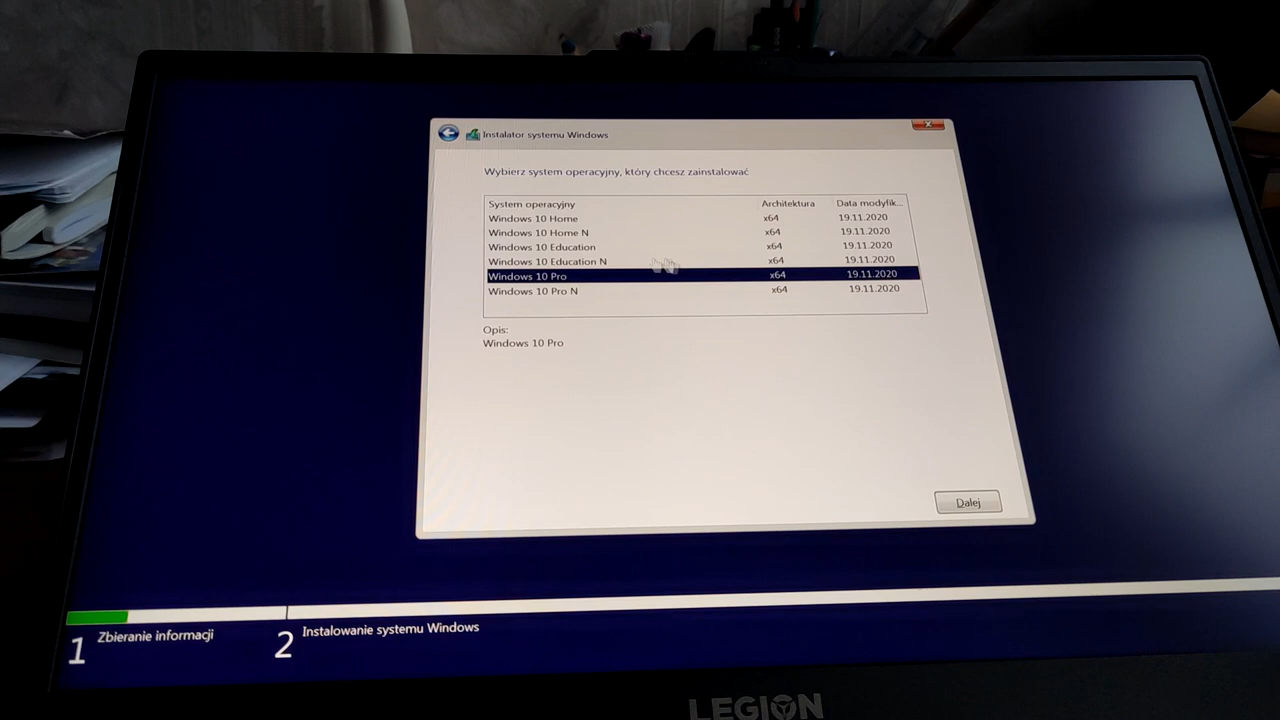 Instalator systemu Windows
x
Wybierz system operacyjny, który chcesz zainstalować
System operacyjny Architektura Data modyfik...
Windows 10 Home x64 19.11.2020
Windows 10 Home N x64 19.11.2020
Windows 10 Education x64 19.11.2020
Windows 10 Education N x64 19.11.2020
Windows 10 Pro x64 19.11.2020
Windows 10 Pro N x64 19.11.2020
Opis:
Windows 10 Pro
Dalej
1 Zbieranie informacji
2 Instalowanie systemu Windows
LEGION